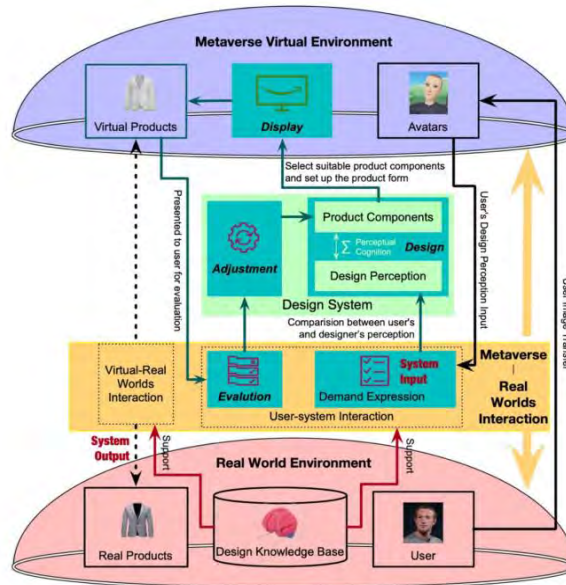 Metaverse Virtual Environment
Virtual Products
Display
Avatars
Select suitable product components
and set up the product form
Presented to user for evaluation
User's Design Perception Input
User Image Transfer
Product Components
Σ Perceptual
Cognition
Design
Adjustment
Design Perception
Design System
Comparision between user's
and designer's perception
Virtual-Real
Worlds
Interaction
Evalution
System
Input
Demand Expression
User-system Interaction
Metaverse
Real
Worlds
Interaction
System
Output
Support
Support
Real World Environment
Real Products
Design Knowledge Base
User